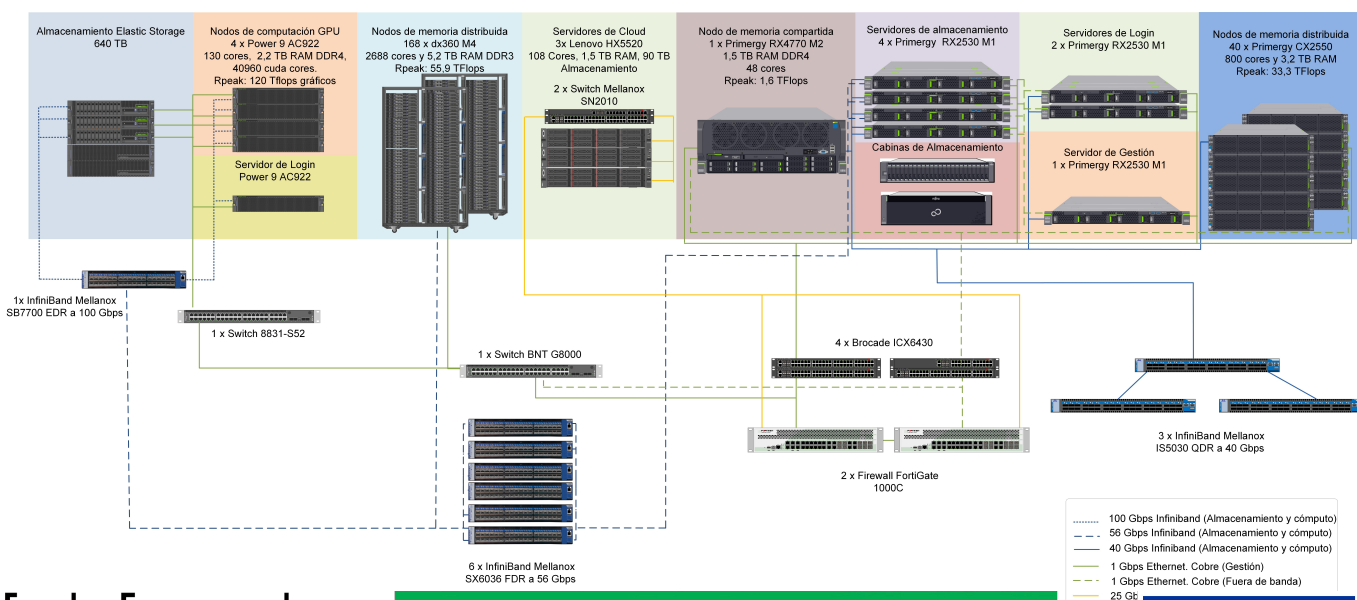 Almacenamiento Elastic Storage
640 TB
Nodos de computación GPU
4 x Power 9 AC922
130 cores, 2,2 TB RAM DDR4,
40960 cuda cores.
Rpeak: 120 Tflops gráficos
Servidor de Login
Power 9 AC922
Nodos de memoria distribuida
168 x dx360 M4
2688 cores y 5,2 TB RAM DDR3
Rpeak: 55,9 TFlops
Servidores de Cloud
3x Lenovo HX5520
108 Cores, 1,5 TB RAM, 90 TB
Almacenamiento
2 x Switch Mellanox
SN2010
Nodo de memoria compartida
1 x Primergy RX4770 M2
1,5 TB RAM DDR4
48 cores
Rpeak: 1,6 TFlops
Servidores de almacenamiento
4 x Primergy RX2530 M1
Cabinas de Almacenamiento
Servidores de Login
2 x Primergy RX2530 M1
Servidor de Gestión
1 x Primergy RX2530 M1
Nodos de memoria distribuida
40 x Primergy CX2550
800 cores y 3,2 TB RAM
Rpeak: 33,3 TFlops
1x InfiniBand Mellanox
SB7700 EDR a 100 Gbps
1 x Switch 8831-S52
1 x Switch BNT G8000
4 x Brocade ICX6430
2 x Firewall FortiGate
1000C
3 x InfiniBand Mellanox
IS5030 QDR a 40 Gbps
6 x InfiniBand Mellanox
SX6036 FDR a 56 Gbps
100 Gbps Infiniband (Almacenamiento y cómputo)
56 Gbps Infiniband (Almacenamiento y cómputo)
40 Gbps Infiniband (Almacenamiento y cómputo)
1 Gbps Ethernet. Cobre (Gestión)
1 Gbps Ethernet. Cobre (Fuera de banda)
25 Gb